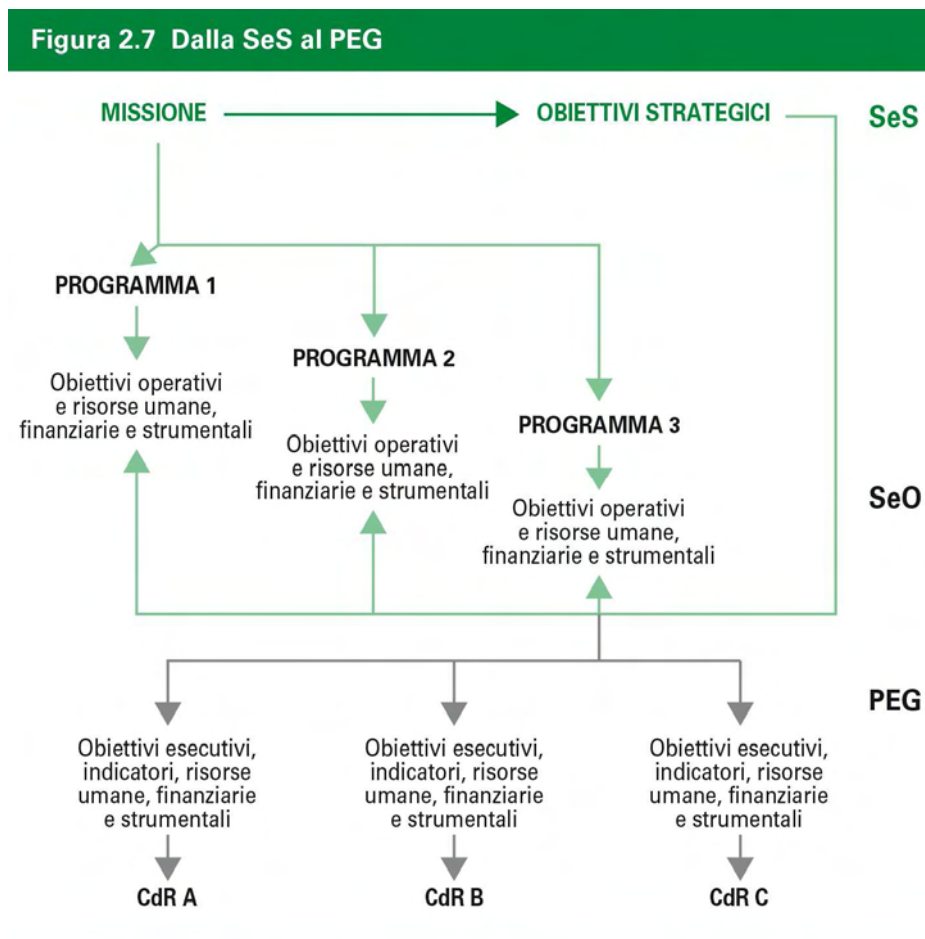 Figura 2.7 Dalla SeS al PEG
MISSIONE
OBIETTIVI STRATEGICI
SeS
PROGRAMMA 1
Obiettivi operativi
e risorse umane,
finanziarie e strumentali
PROGRAMMA 2
Obiettivi operativi
e risorse umane,
finanziarie e strumentali
PROGRAMMA 3
Obiettivi operativi
e risorse umane,
finanziarie e strumentali
SeO
PEG
Obiettivi esecutivi,
indicatori, risorse
umane, finanziarie
e strumentali
CdR A
Obiettivi esecutivi,
indicatori, risorse
umane, finanziarie
e strumentali
CdR B
Obiettivi esecutivi,
indicatori, risorse
umane, finanziarie
e strumentali
CdR C